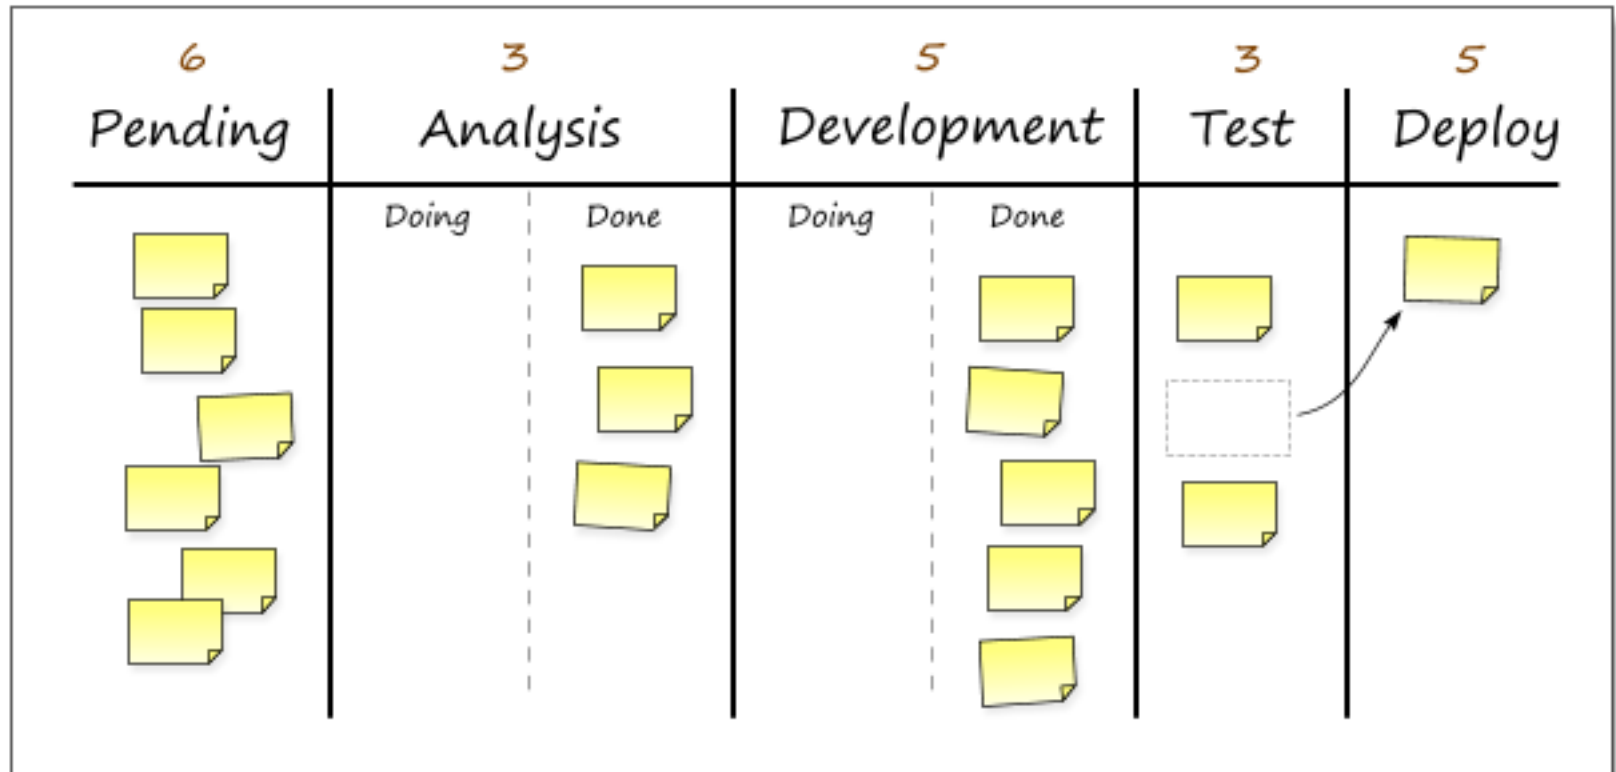 6 3 5 3 5
Pending Analysis Development Test Deploy
Doing Done Doing Done